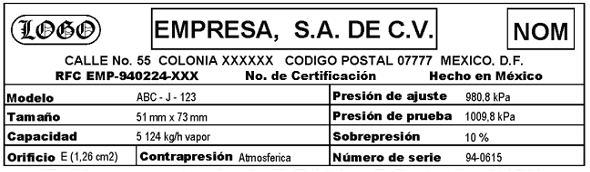 LOGO EMPRESA, S.A. DE C.V. NOM
CALLE No. 55 COLONIA XXXXXX CODIGO POSTAL 07777 MEXICO. D.F.
RFC EMP-940224-XXX No. de Certificación Hecho en México
Modelo ABC - J - 123 Presión de ajuste 980,8 kPa
Tamaño 51 mm x 73 mm Presión de prueba 1009,8 kPa
Capacidad 5 124 kg/h vapor Sobrepresión 10 %
Orificio E (1,26 cm2) Contrapresión Atmosferica Número de serie 94-0615